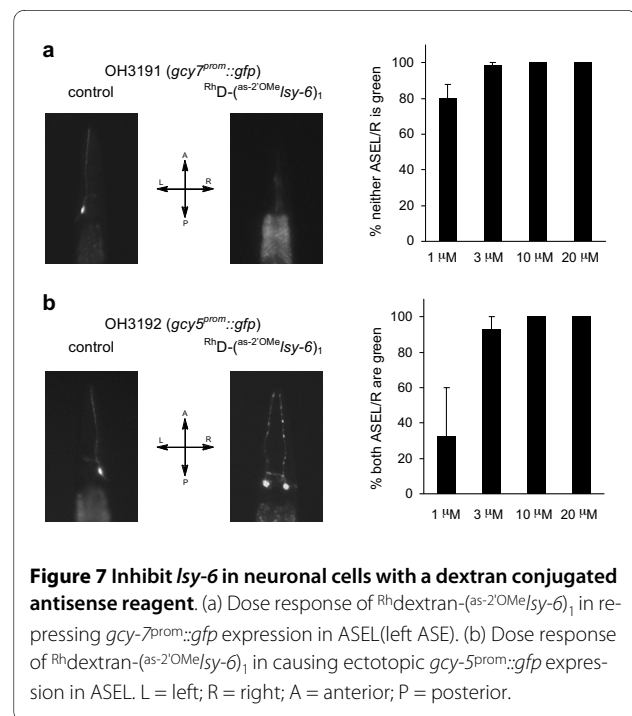 a
OH3191 (gcy7prom::gfp)
control
RhD-(as-2'OMelsy-6)1
A
L
R
P
% neither ASEL/R is green
100
80
60
40
20
0
1 μM
3 μM
10 μM
20 μM
b
OH3192 (gcy5prom::gfp)
control
RhD-(as-2'OMelsy-6)1
A
L
R
P
% both ASEL/R are green
100
80
60
40
20
0
1 μM
3 μM
10 μM
20 μM
Figure 7 Inhibit lsy-6 in neuronal cells with a dextran conjugated
antisense reagent. (a) Dose response of Rhdextran-(as-2'OMelsy-6)1 in re-
pressing gcy-7prom::gfp expression in ASEL(left ASE). (b) Dose response
of Rhdextran-(as-2'OMelsy-6)1 in causing ectotopic gcy-5prom::gfp expres-
sion in ASEL. L = left; R = right; A = anterior; P = posterior.